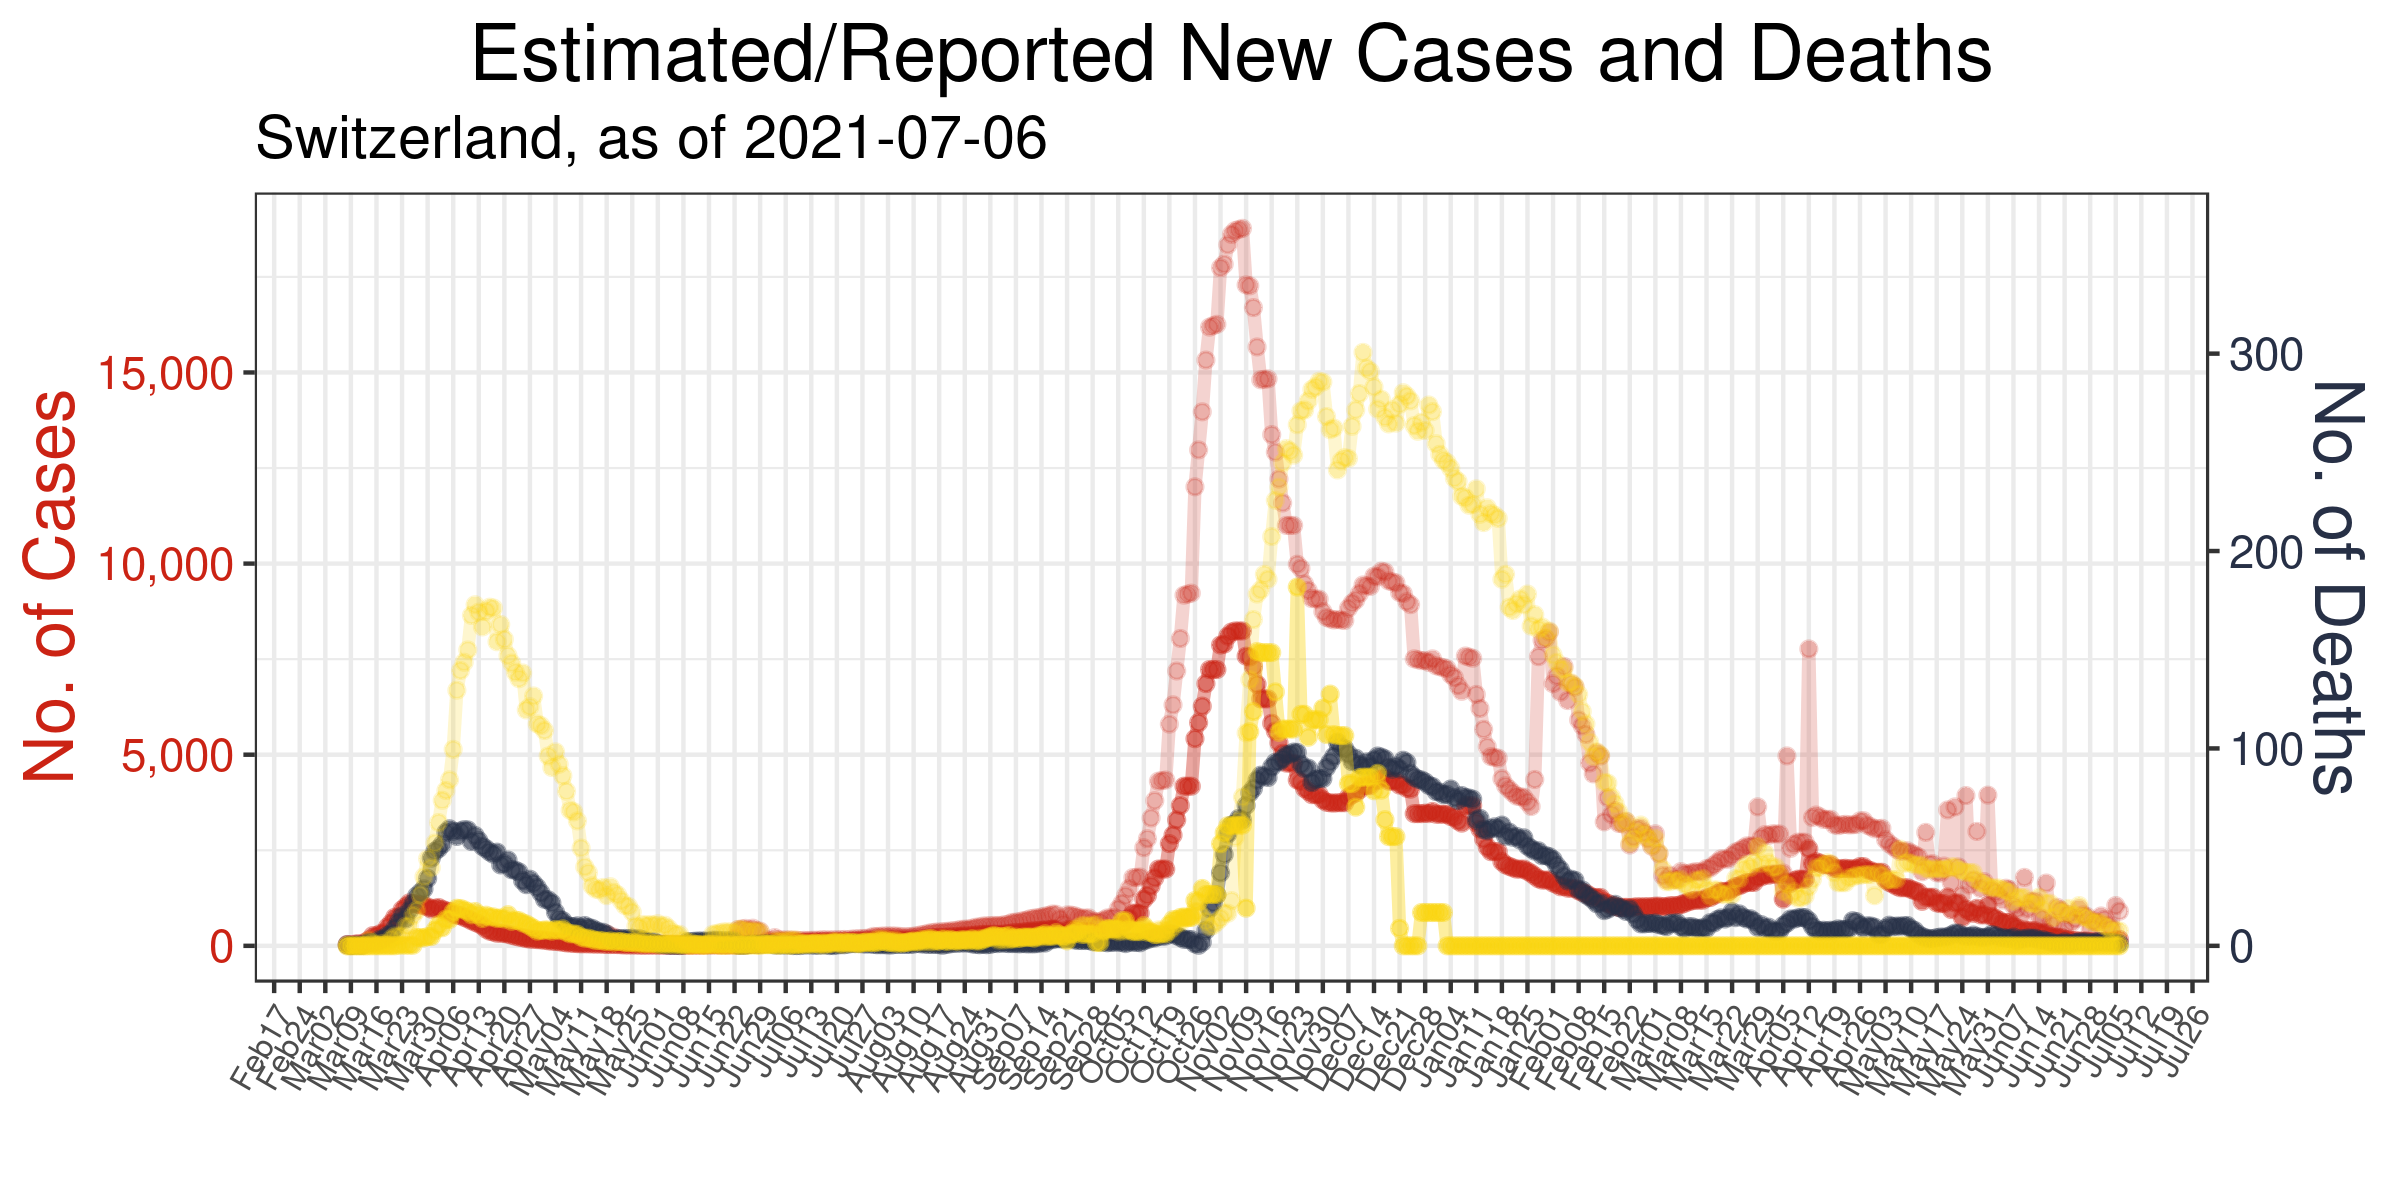 Estimated/Reported New Cases and Deaths
Switzerland, as of 2021-07-06
No. of Cases
15,000
10,000
5,000
0
300
200
100
0
No. of Deaths
Feb17
Feb24
Mar02
Mar09
Mar16
Mar23
Mar30
Apr06
Apr13
Apr20
Apr27
May04
May11
May18
May25
Jun01
Jun08
Jun15
Jun22
Jun29
Jul06
Jul13
Jul20
Jul27
Aug03
Aug10
Aug17
Aug24
Aug31
Sep07
Sep14
Sep21
Sep28
Oct05
Oct12
Oct19
Oct26
Nov02
Nov09
Nov16
Nov23
Nov30
Dec07
Dec14
Dec21
Dec28
Jan04
Jan11
Jan18
Jan25
Feb01
Feb08
Feb15
Feb22
Mar01
Mar08
Mar15
Mar22
Mar29
Apr05
Apr12
Apr19
Apr26
May03
May10
May17
May24
May31
Jun07
Jun14
Jun21
Jun28
Jul05
Jul12
Jul19
Jul26